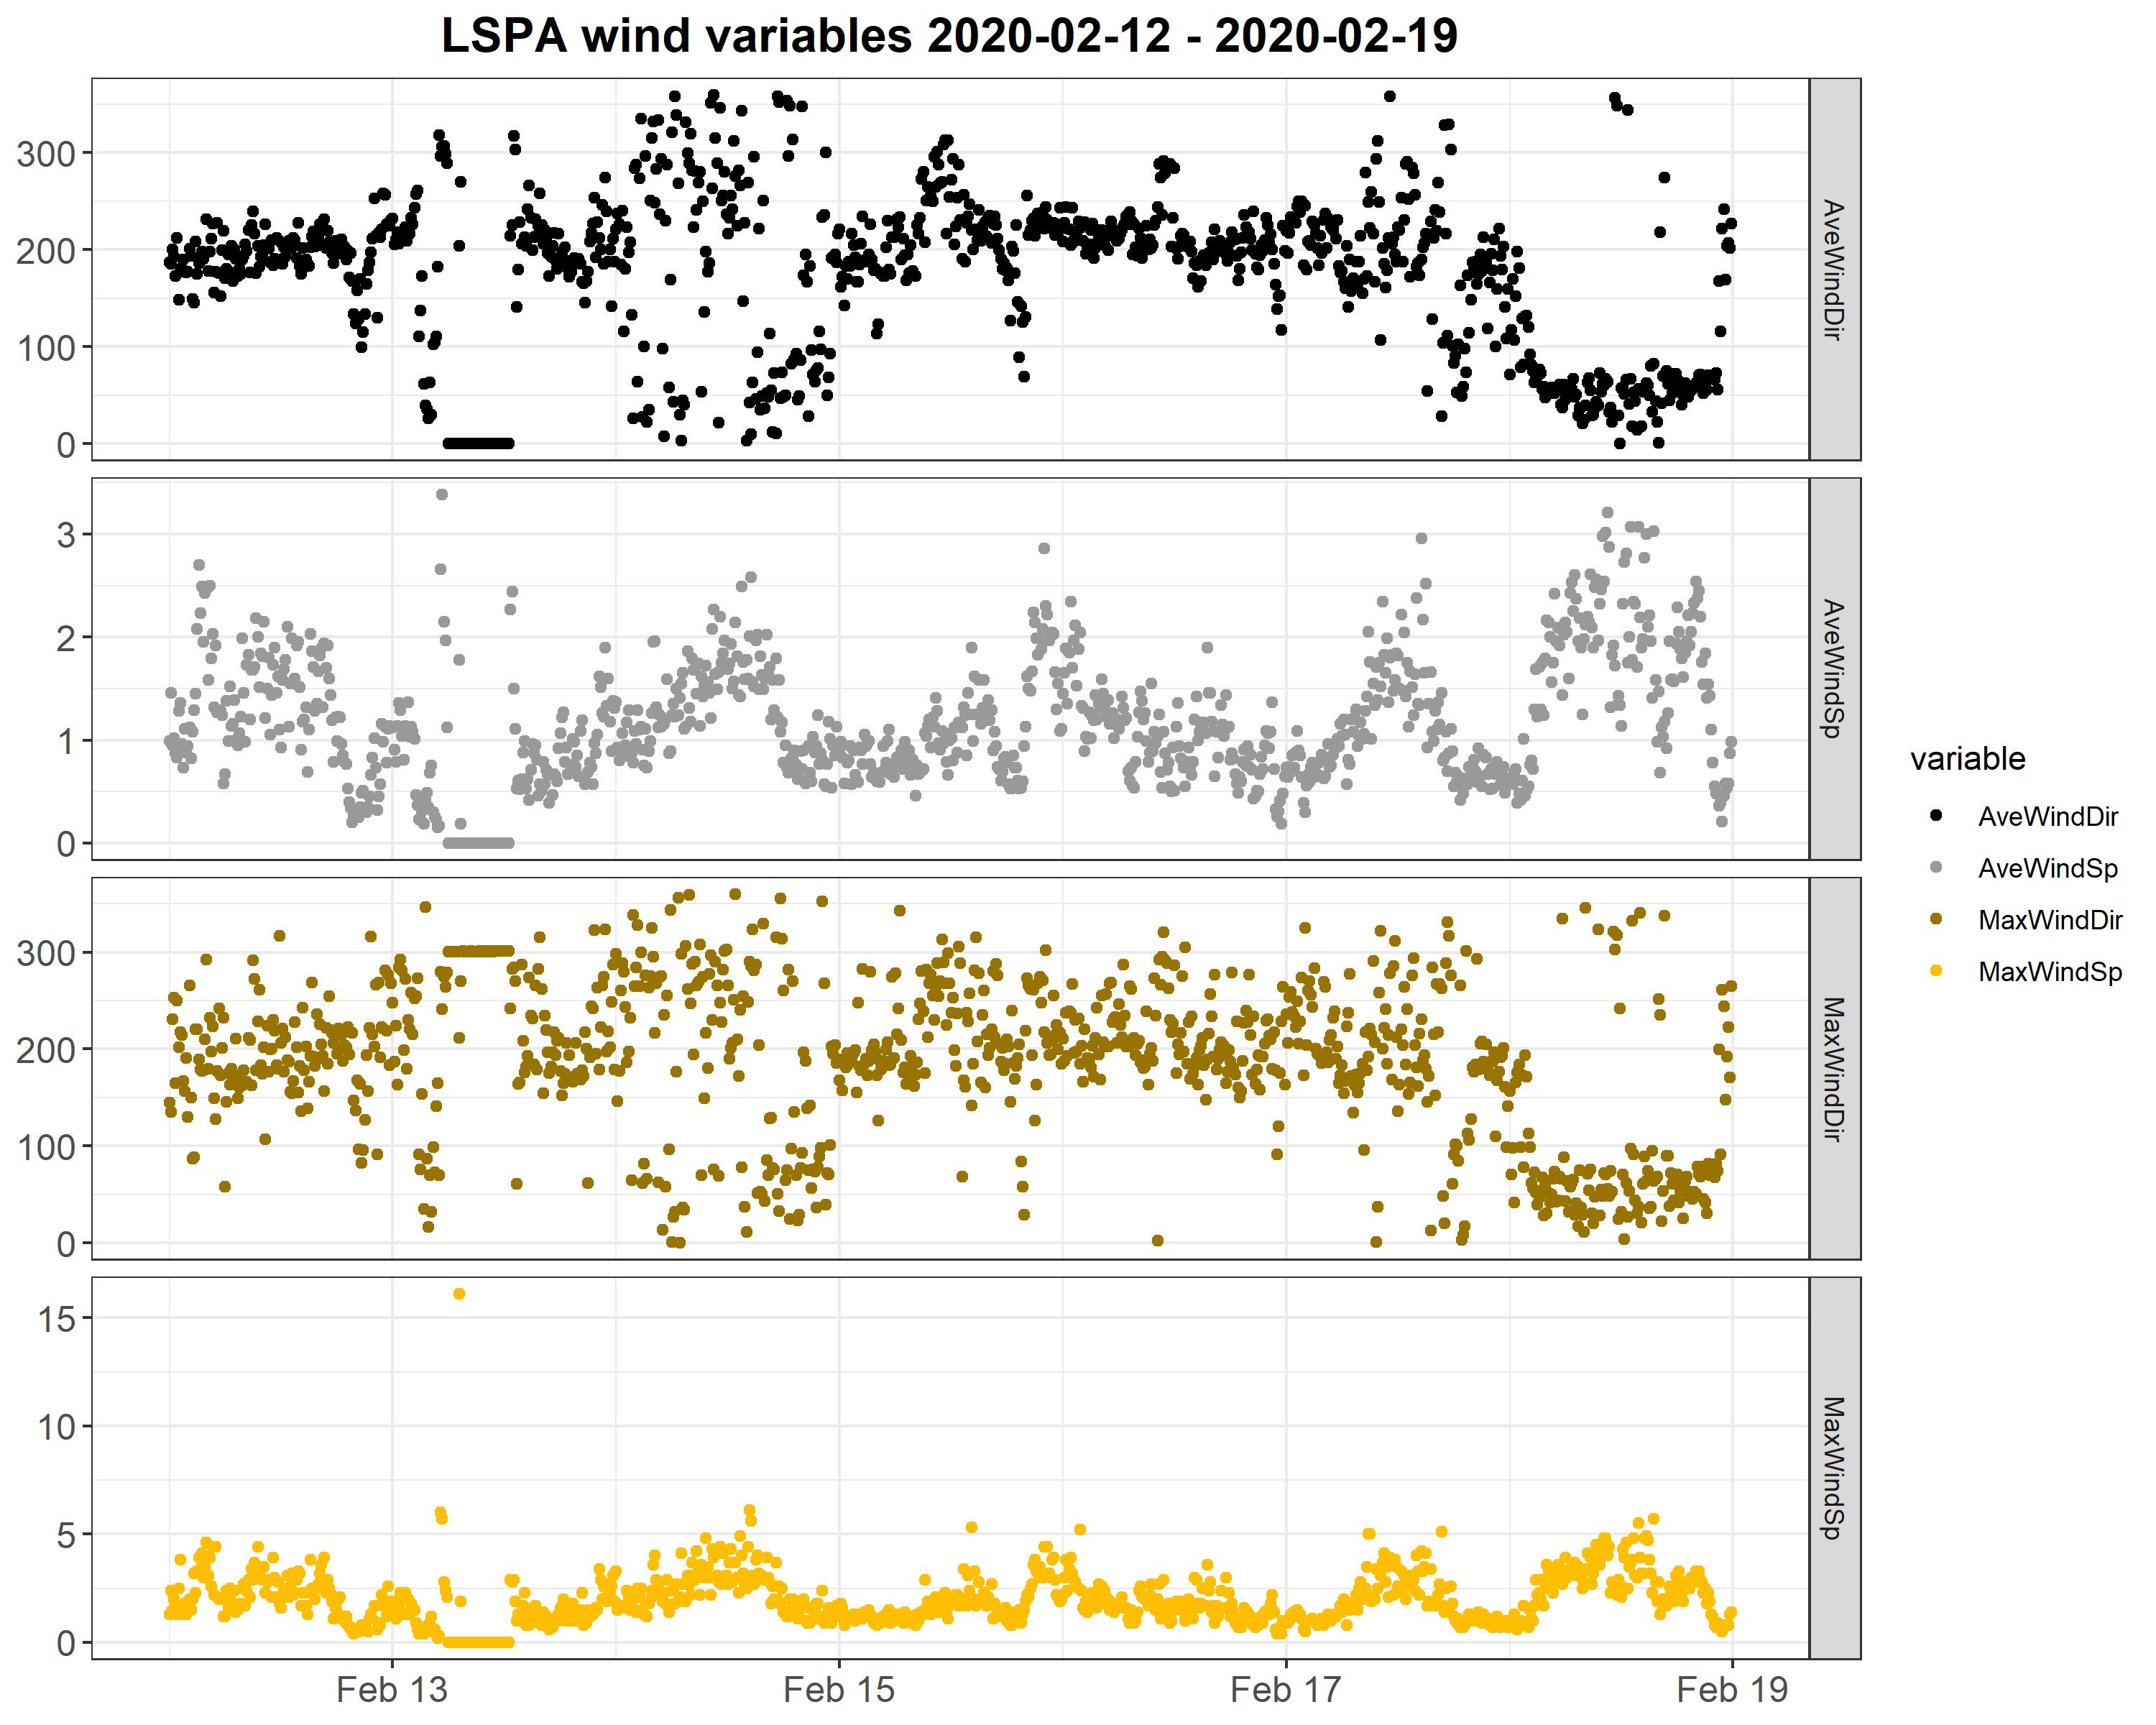 LSPA wind variables 2020-02-12 - 2020-02-19
300
200
100
0
AveWindDir
3
2
1
0
AveWindSp
300
200
100
0
MaxWindDir
15
10
5
0
MaxWindSp
Feb 13
Feb 15
Feb 17
Feb 19
variable
AveWindDir
AveWindSp
MaxWindDir
MaxWindSp